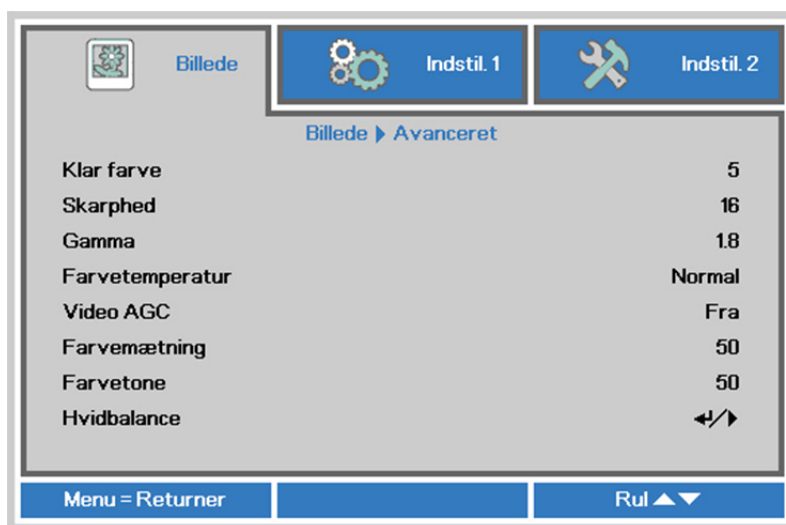 Billede Indstil. 1 Indstil. 2
Billede ▶ Avanceret
Klar farve 5
Skarphed 16
Gamma 1.8
Farvetemperatur Normal
Video AGC Fra
Farvemætning 50
Farvetone 50
Hvidbalance ↵/▶
Menu = Returner Rul ▲▼